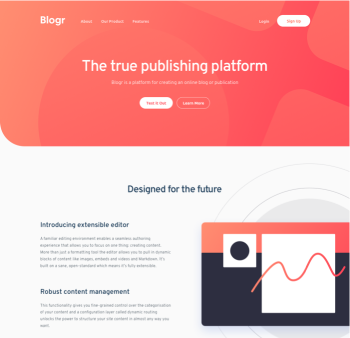 Blogr
About Our Product Features
Login Sign Up
The true publishing platform
Blogr is a platform for creating an online blog or publication
Test It Out Learn More
Designed for the future
Introducing extensible editor
A familiar editing environment enables a seamless authoring
experience that allows you to focus on one thing: creating content.
More than just a formatting tool the editor allows you to pull in dynamic
blocks of content like images, embeds and videos and Markdown. It's
built on a sane, open-standard which means it's fully extensible.
Robust content management
This functionality gives you fine-grained control over the categorization
of your content and a configuration layer called dynamic routing
unlocks the power to structure your site content in almost any way you
want.